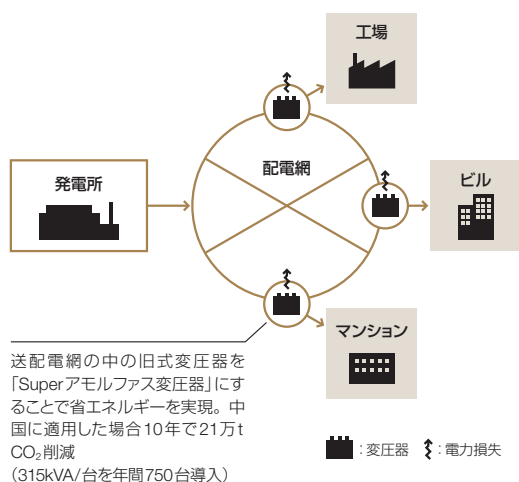 工場
配電網
発電所
ビル
マンション
送配電網の中の旧式変圧器を
「Superアモルファス変圧器」にす
ることで省エネルギーを実現。中
国に適用した場合10年で21万t
CO₂削減
（315kVA/台を年間750台導入）
：変圧器 ：電力損失